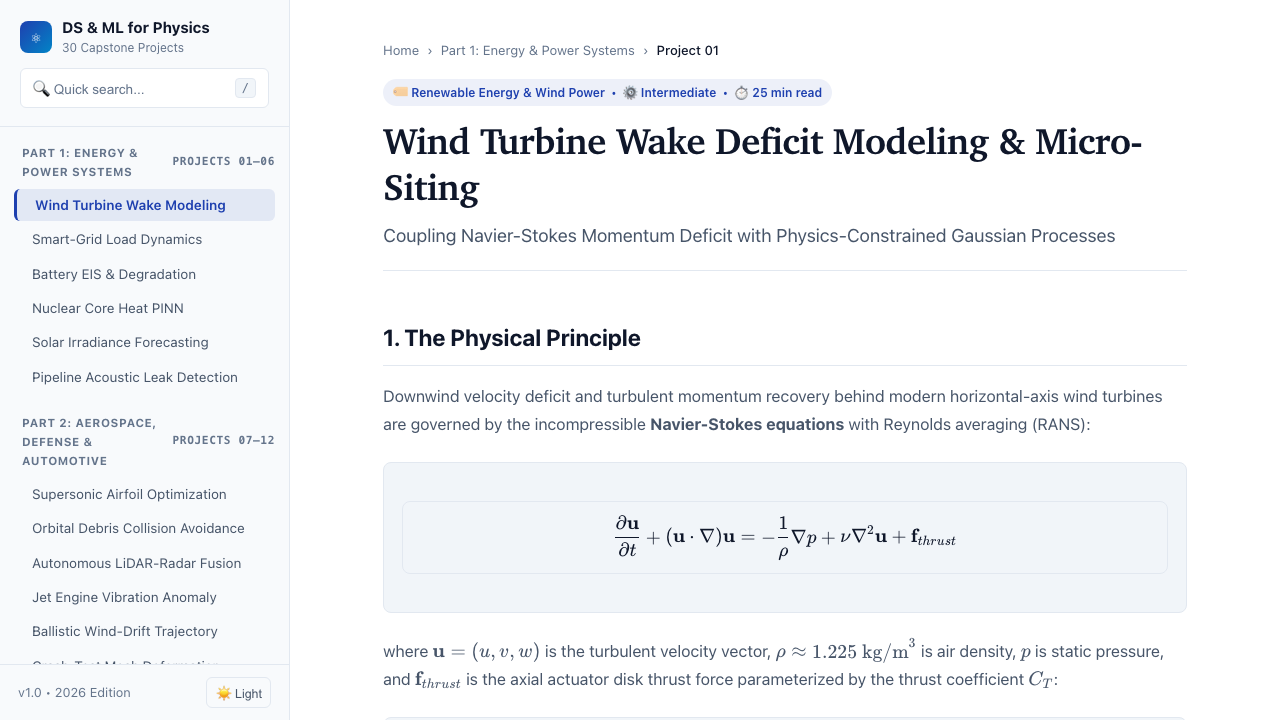 DS & ML for Physics
30 Capstone Projects
Quick search... /
PART 1: ENERGY &
POWER SYSTEMS
PROJECTS 01–06
Wind Turbine Wake Modeling
Smart-Grid Load Dynamics
Battery EIS & Degradation
Nuclear Core Heat PINN
Solar Irradiance Forecasting
Pipeline Acoustic Leak Detection
PART 2: AEROSPACE,
DEFENSE &
AUTOMOTIVE
PROJECTS 07–12
Supersonic Airfoil Optimization
Orbital Debris Collision Avoidance
Autonomous LiDAR-Radar Fusion
Jet Engine Vibration Anomaly
Ballistic Wind-Drift Trajectory
v1.0 • 2026 Edition
Light
Home › Part 1: Energy & Power Systems › Project 01
Renewable Energy & Wind Power • Intermediate • 25 min read
Wind Turbine Wake Deficit Modeling & Micro-
Siting
Coupling Navier-Stokes Momentum Deficit with Physics-Constrained Gaussian Processes
1. The Physical Principle
Downwind velocity deficit and turbulent momentum recovery behind modern horizontal-axis wind turbines
are governed by the incompressible Navier-Stokes equations with Reynolds averaging (RANS):
∂u/∂t + (u · ∇)u = −1/ρ ∇p + ν∇²u + f_thrust
where u = (u, v, w) is the turbulent velocity vector, ρ ≈ 1.225 kg/m³ is air density, p is static pressure,
and f_thrust is the axial actuator disk thrust force parameterized by the thrust coefficient C_T: